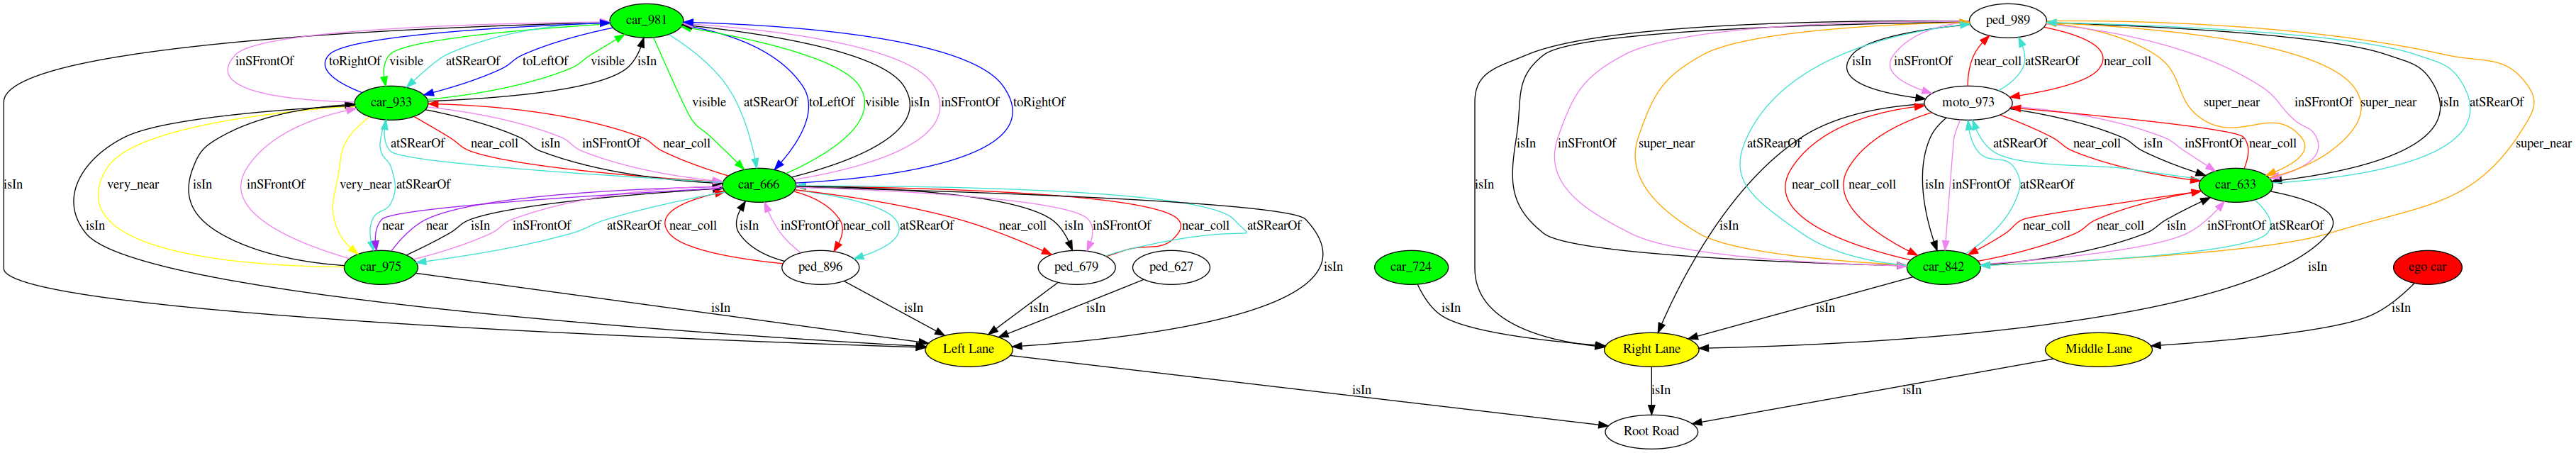 car_981 ped_989
inSFrontOf toRightOf visible atSRearOf toLeftOf visible isIn isIn inSFrontOf near_coll atSRearOf near_coll
car_933 visible atSRearOf toLeftOf visible isIn inSFrontOf toRightOf moto_973 super_near inSFrontOf super_near isIn atSRearOf
atSRearOf near_coll isIn inSFrontOf near_coll isIn inSFrontOf super_near atSRearOf atSRearOf near_coll isIn inSFrontOf near_coll super_near
isIn very_near isIn inSFrontOf very_near atSRearOf car_666 isIn near_coll near_coll isIn inSFrontOf atSRearOf car_633
isIn near near isIn inSFrontOf atSRearOf near_coll isIn inSFrontOf near_coll atSRearOf near_coll isIn inSFrontOf near_coll atSRearOf isIn near_coll near_coll isIn inSFrontOf atSRearOf
car_975 ped_896 ped_679 ped_627 isIn car_724 car_842 isIn ego car
isIn isIn isIn isIn isIn isIn isIn
Left Lane Right Lane Middle Lane
isIn isIn isIn
Root Road